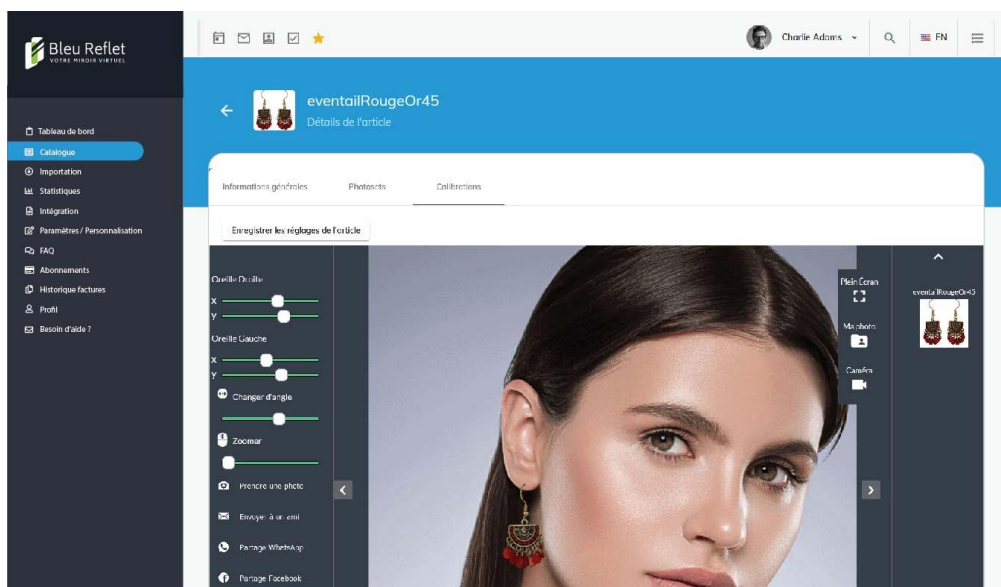 Bleu Reflet
VOTRE MIROIR VIRTUEL
Charlie Adams
EN
eventailRougeOr45
Détails de l'article
Tableau de bord
Catalogue
Importation
Statistiques
Intégration
Paramètres / Personnalisation
FAQ
Abonnements
Historique factures
Profil
Besoin d'aide ?
Informations générales
Photosets
Calibrations
Enregistrer les réglages de l'article
Oreille Droite
x
y
Oreille Gauche
x
y
Changer d'angle
Zoomer
Prendre une photo
Envoyer à un ami
Partage WhatsApp
Partage Facebook
Plein Écran
Ma photo
Caméra
eventailRougeOr45